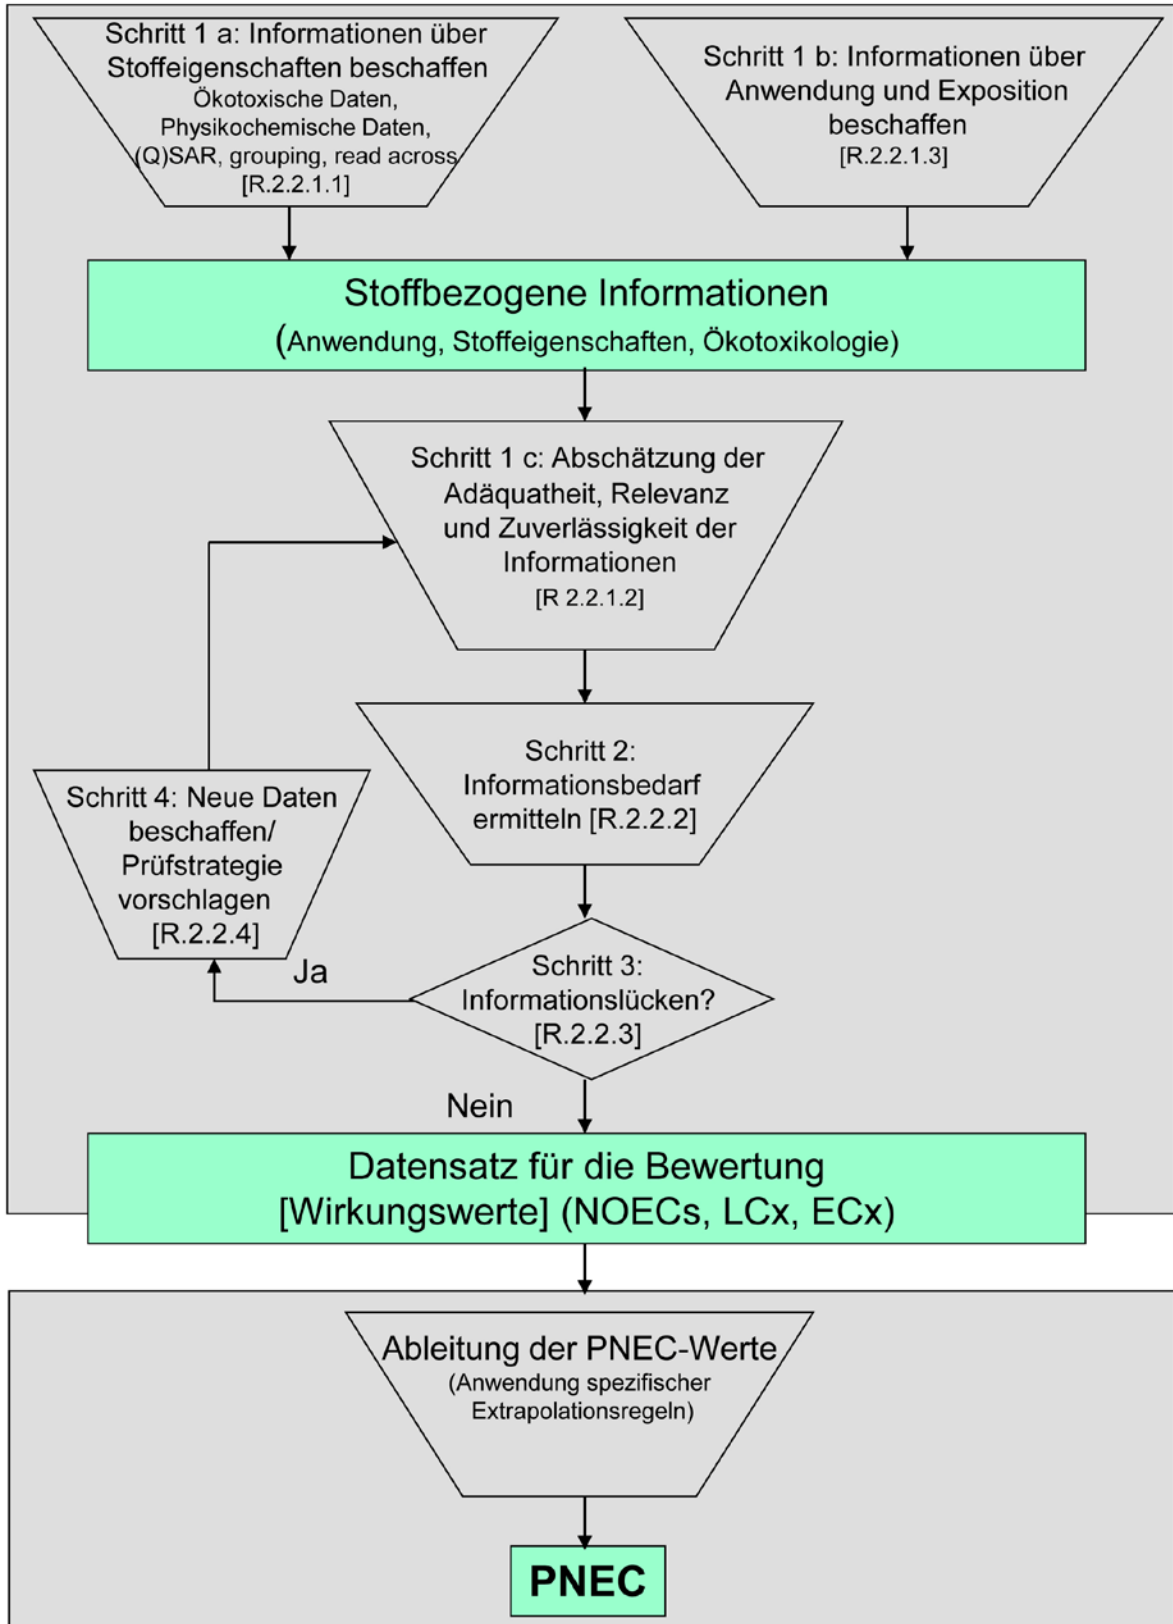 Schritt 1 a: Informationen über
Stoffeigenschaften beschaffen
Ökotoxische Daten,
Physikochemische Daten,
(Q)SAR, grouping, read across
[R.2.2.1.1]
Schritt 1 b: Informationen über
Anwendung und Exposition
beschaffen
[R.2.2.1.3]
Stoffbezogene Informationen
(Anwendung, Stoffeigenschaften, Ökotoxikologie)
Schritt 1 c: Abschätzung der
Adäquatheit, Relevanz
und Zuverlässigkeit der
Informationen
[R 2.2.1.2]
Schritt 2:
Informationsbedarf
ermitteln [R.2.2.2]
Schritt 4: Neue Daten
beschaffen/
Prüfstrategie
vorschlagen
[R.2.2.4]
Ja
Schritt 3:
Informationslücken?
[R.2.2.3]
Nein
Datensatz für die Bewertung
[Wirkungswerte] (NOECs, LCx, ECx)
Ableitung der PNEC-Werte
(Anwendung spezifischer
Extrapolationsregeln)
PNEC